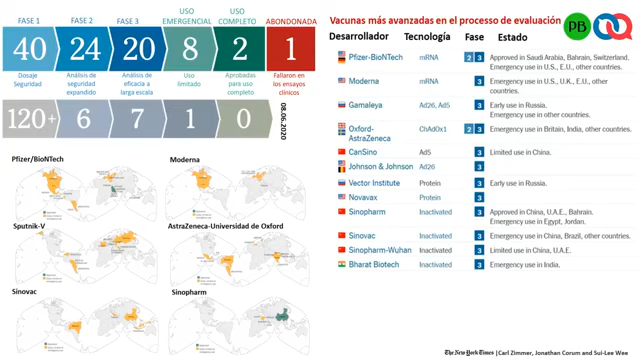 FASE 1
FASE 2
FASE 3
USO EMERGENCIAL
USO COMPLETO
ABANDONADA
40
24
20
8
2
1
Dosaje Seguridad
Análisis de seguridad expandido
Análisis de eficacia a larga escala
Uso limitado
Aprobadas para uso completo
Fallaron en los ensayos clínicos
120+
6
7
1
0
08.06.2020
Pfizer/BioNTech
Moderna
Sputnik-V
AstraZeneca-Universidad de Oxford
Sinovac
Sinopharm
Vacunas más avanzadas en el proceso de evaluación
PB
Desarrollador Tecnología Fase Estado
Pfizer-BioNTech mRNA 2 3 Approved in Saudi Arabia, Bahrain, Switzerland.
Emergency use in U.S., E.U., other countries.
Moderna mRNA 3 Emergency use in U.S., U.K., E.U., other
countries.
Gamaleya Ad26, Ad5 3 Early use in Russia.
Emergency use in other countries.
Oxford- ChAdOx1 2 3 Emergency use in Britain, India, other countries.
AstraZeneca
CanSino Ad5 3 Limited use in China.
Johnson & Johnson Ad26 3
Vector Institute Protein 3 Early use in Russia.
Novavax Protein 3
Sinopharm Inactivated 3 Approved in China, U.A.E., Bahrain.
Emergency use in Egypt, Jordan.
Sinovac Inactivated 3 Emergency use in China, Brazil, other countries.
Sinopharm-Wuhan Inactivated 3 Limited use in China, U.A.E.
Bharat Biotech Inactivated 3 Emergency use in India.
The New York Times | Carl Zimmer, Jonathan Corum and Sui-Lee Wee